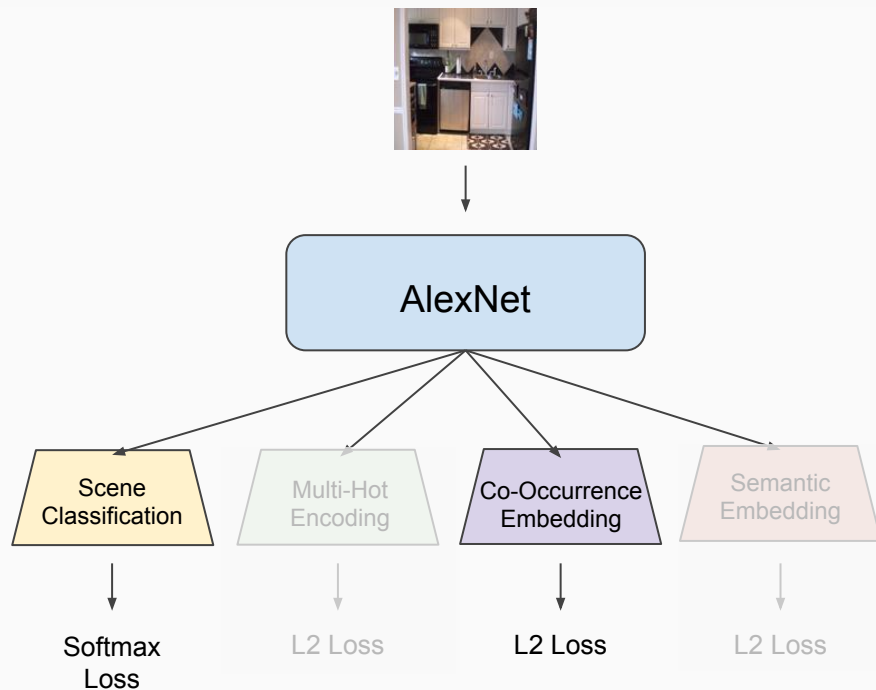 AlexNet
Scene
Classification
Multi-Hot
Encoding
Co-Occurrence
Embedding
Semantic
Embedding
Softmax
Loss
L2 Loss
L2 Loss
L2 Loss